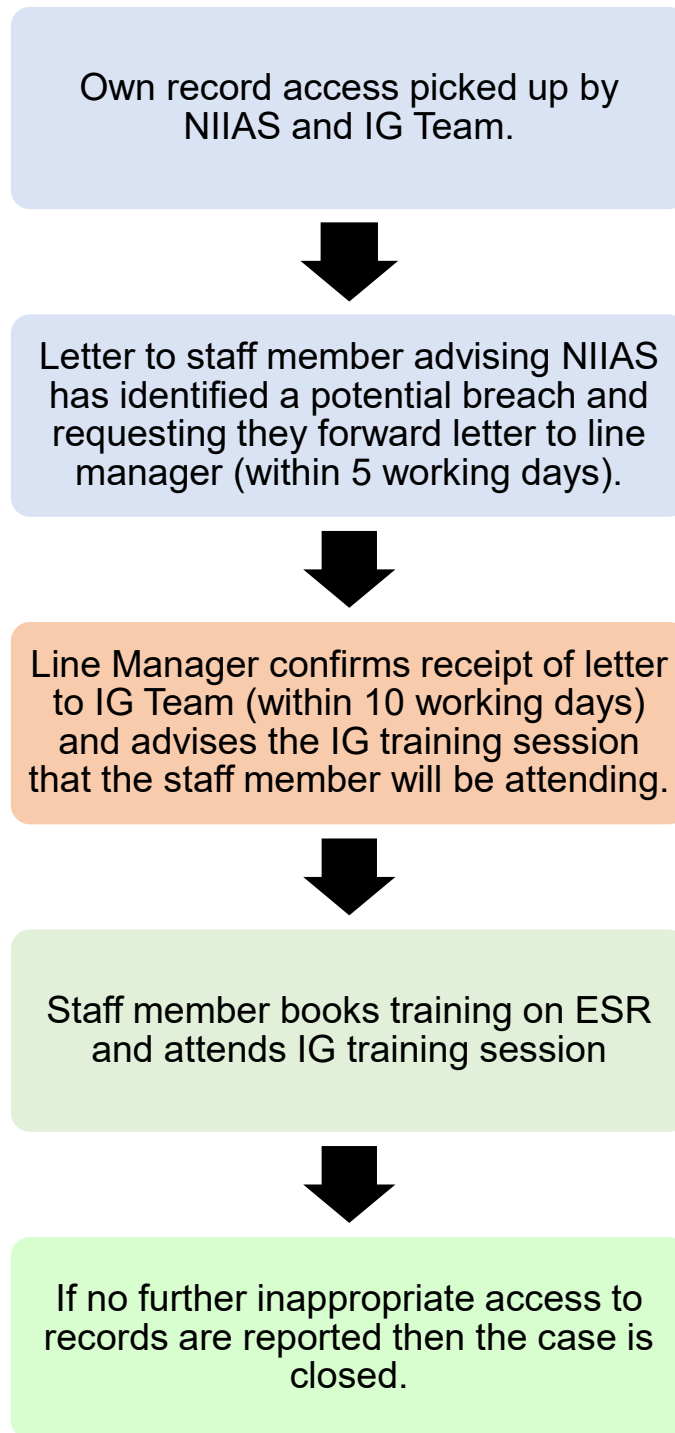 Own record access picked up by
NIIAS and IG Team.
Letter to staff member advising NIIAS
has identified a potential breach and
requesting they forward letter to line
manager (within 5 working days).
Line Manager confirms receipt of letter
to IG Team (within 10 working days)
and advises the IG training session
that the staff member will be attending.
Staff member books training on ESR
and attends IG training session
If no further inappropriate access to
records are reported then the case is
closed.